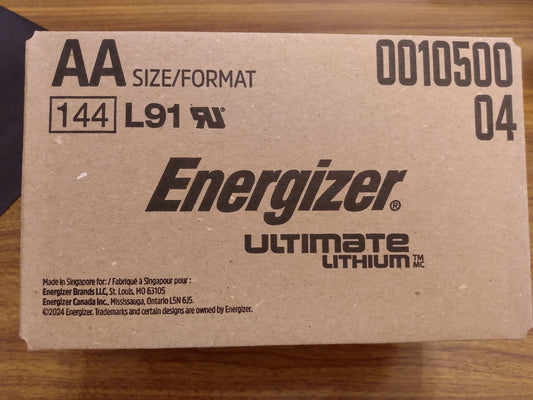 AA SIZE/FORMAT 0010500
144 L91 RU 04
Energizer®
ULTIMATE
LITHIUM™ MC
Made in Singapore for: / Fabriqué à Singapour pour :
Energizer Brands LLC, St. Louis, MO 63105
Energizer Canada Inc., Mississauga, Ontario L5N 6J5.
©2024 Energizer. Trademarks and certain designs are owned by Energizer.